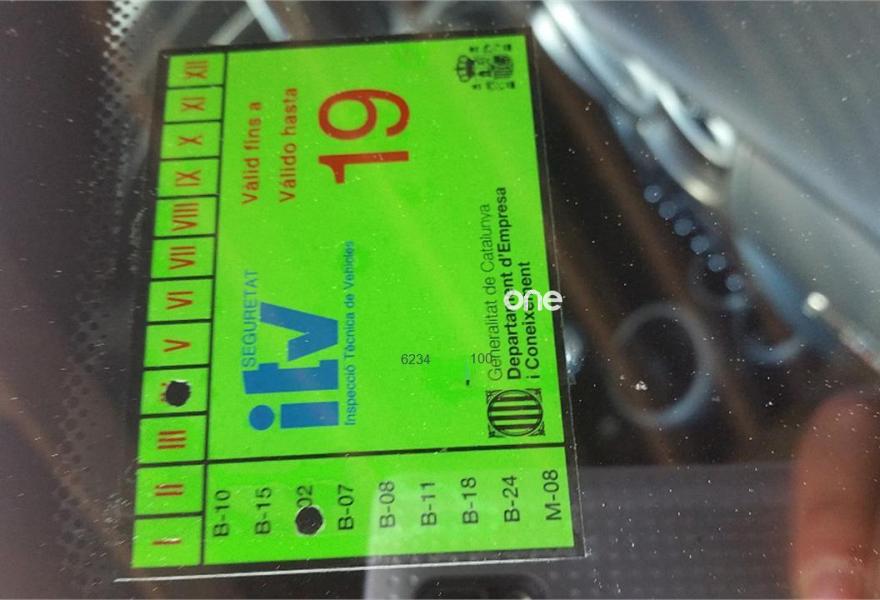 I
II
III
V
VI
VII
VIII
IX
X
XI
XII
Vàlid fins a
Válido hasta
19
SEGURETAT
itv
Inspecció Tècnica de Vehicles
6234
100
Generalitat de Catalunya
Departament d'Empresa
i Coneixement
one
B-10
B-15
02
B-07
B-08
B-11
B-18
B-24
M-08